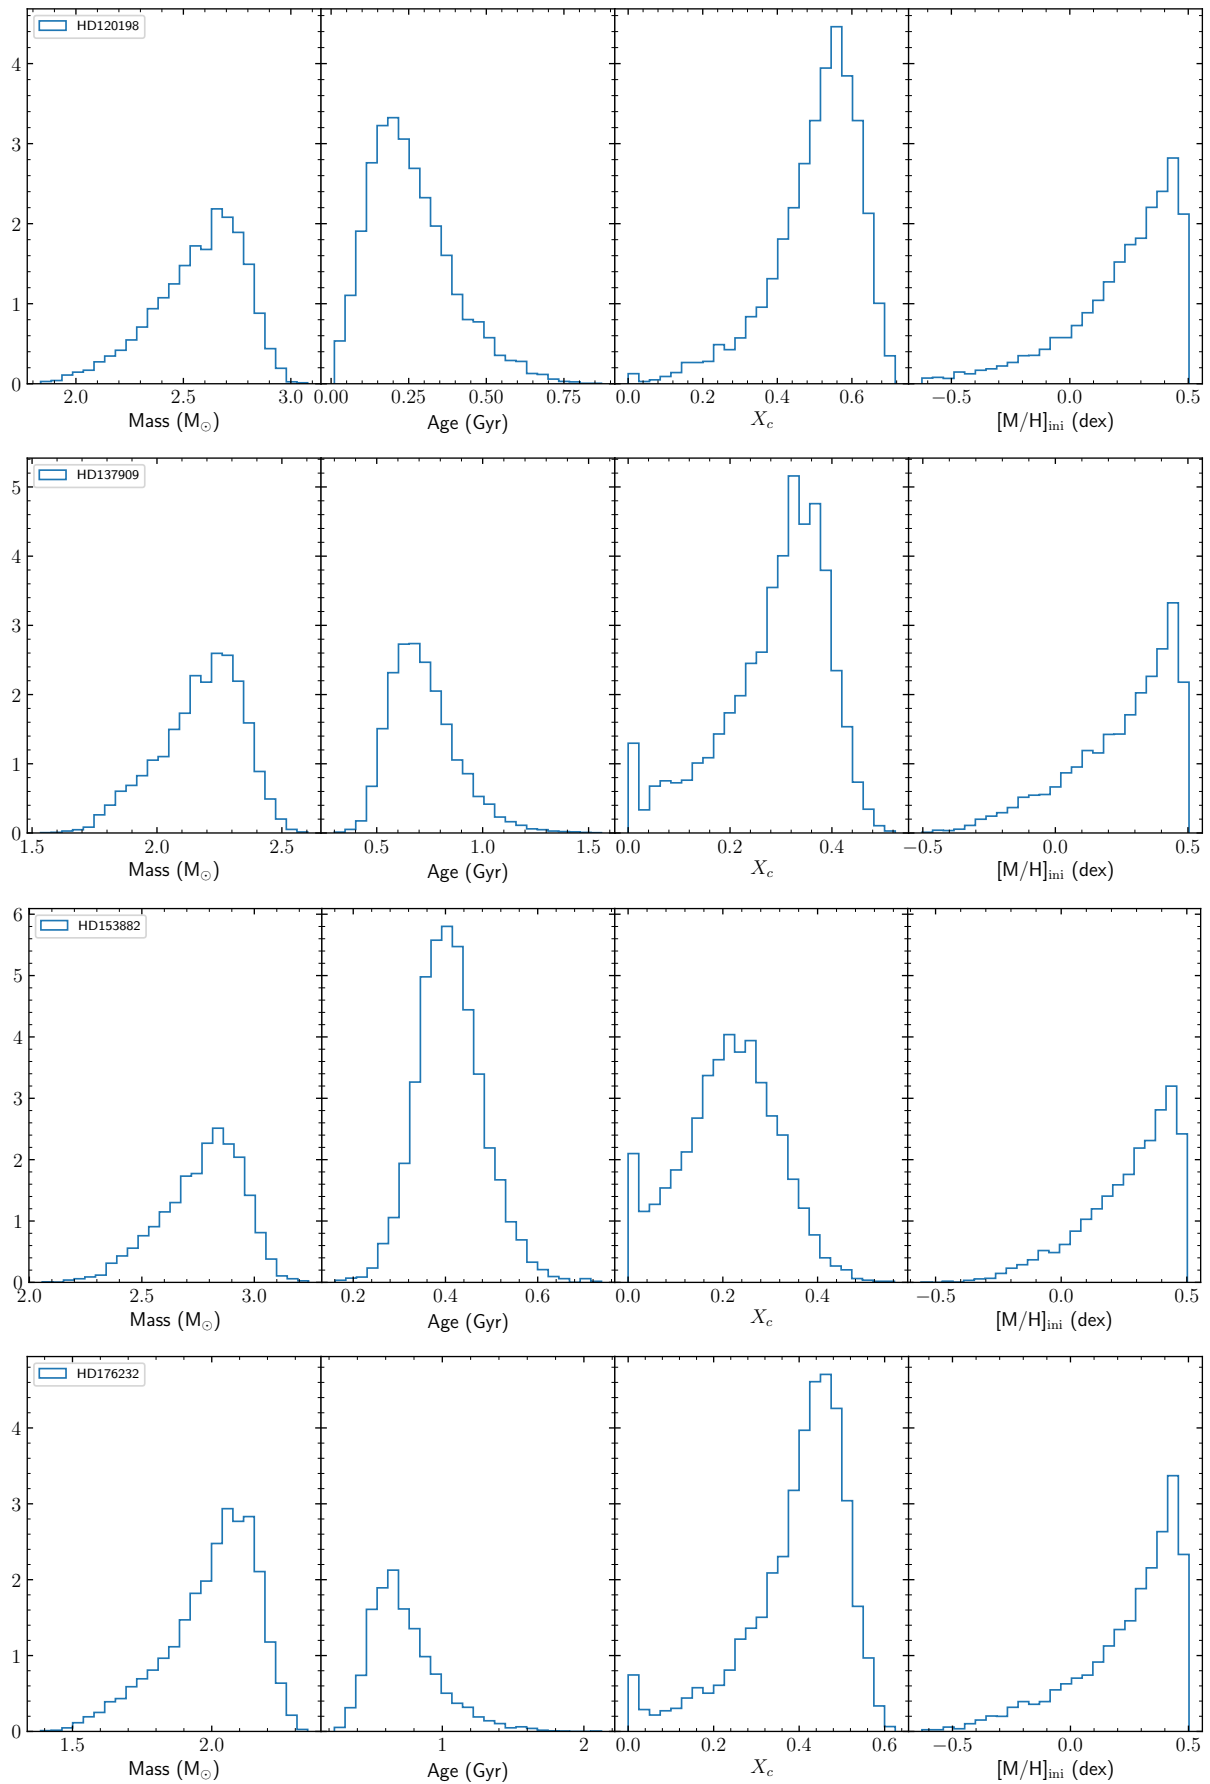 HD120198
4
3
2
1
0
2.0 2.5 3.0 0.00 0.25 0.50 0.75 0.0 0.2 0.4 0.6 −0.5 0.0 0.5
Mass (M⊙) Age (Gyr) X_c [M/H]ini (dex)
HD137909
5
4
3
2
1
0
1.5 2.0 2.5 0.5 1.0 1.5 0.0 0.2 0.4 −0.5 0.0 0.5
Mass (M⊙) Age (Gyr) X_c [M/H]ini (dex)
6
HD153882
5
4
3
2
1
0
2.0 2.5 3.0 0.2 0.4 0.6 0.0 0.2 0.4 −0.5 0.0 0.5
Mass (M⊙) Age (Gyr) X_c [M/H]ini (dex)
HD176232
4
3
2
1
0
1.5 2.0 1 2 0.0 0.2 0.4 0.6 −0.5 0.0 0.5
Mass (M⊙) Age (Gyr) X_c [M/H]ini (dex)